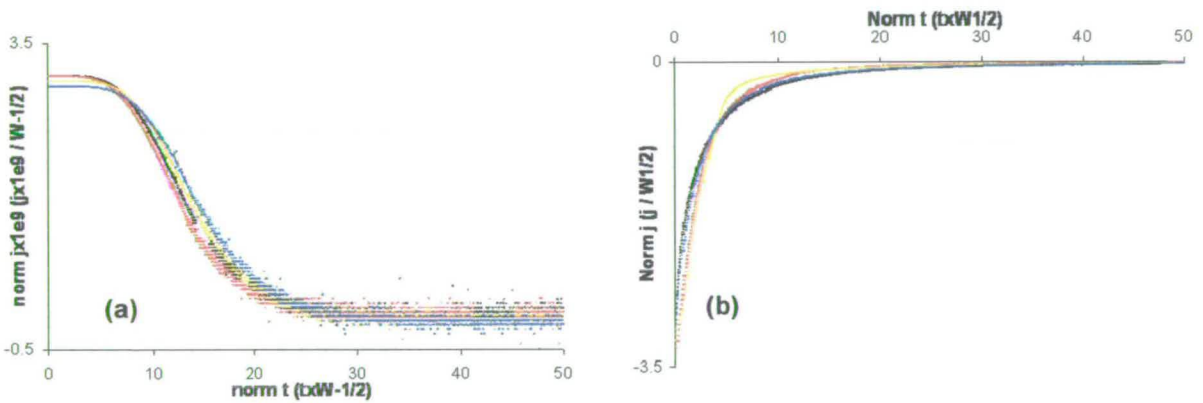 3.5
norm jx1e9 (jx1e9 / W-1/2)
(a)
-0.5
0 10 20 30 40 50
norm t (txW-1/2)
Norm t (txW1/2)
0 10 20 30 40 50
0
Norm j (j / W1/2)
(b)
-3.5